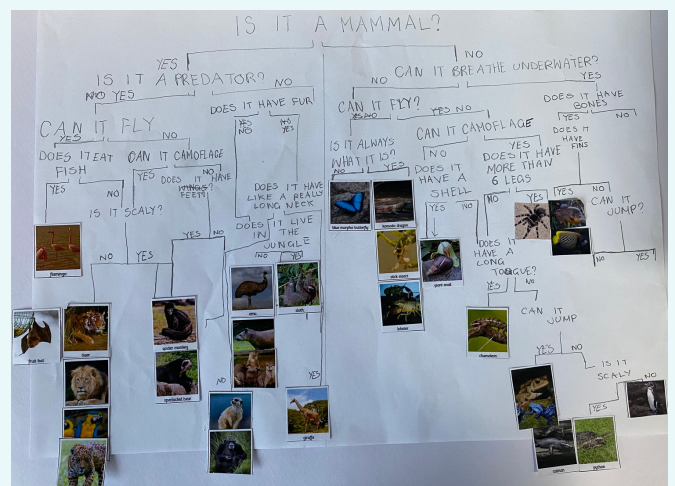 IS IT A MAMMAL?
YES
NO
IS IT A PREDATOR?
CAN IT BREATHE UNDERWATER?
YES
NO
NO
YES
DOES IT HAVE FUR
CAN IT FLY?
DOES IT HAVE
BONES
YES
NO
CAN IT FLY
YES
NO
NO
YES
CAN IT CAMOFLAGE
DOES IT
HAVE
FINS
DOES IT EAT
FISH
CAN IT CAMOFLAGE
IS IT ALWAYS
WHAT IT IS?
NO
YES
NO
YES
YES
NO
DOES IT HAVE
FEET?
YES
NO
DOES IT
HAVE A
SHELL
DOES IT HAVE
MORE THAN
6 LEGS
YES
NO
YES
NO
DOES IT HAVE
LIKE A REALLY
LONG NECK
YES
NO
NO
YES
CAN IT
JUMP?
IS IT SCALY?
DOES IT LIVE
IN THE
JUNGLE
NO
YES
NO
YES
YES
NO
YES
DOES IT
HAVE A
LONG
TOUGUE?
YES
NO
CAN IT
JUMP
YES
NO
IS IT
SCALY
YES
NO
NO
YES
flamingo
blue morpho butterfly
komodo dragon
stick insect
giant snail
lobster
emu
sloth
fruit bat
tiger
spider monkey
spectacled bear
chameleon
giraffe
caiman
python